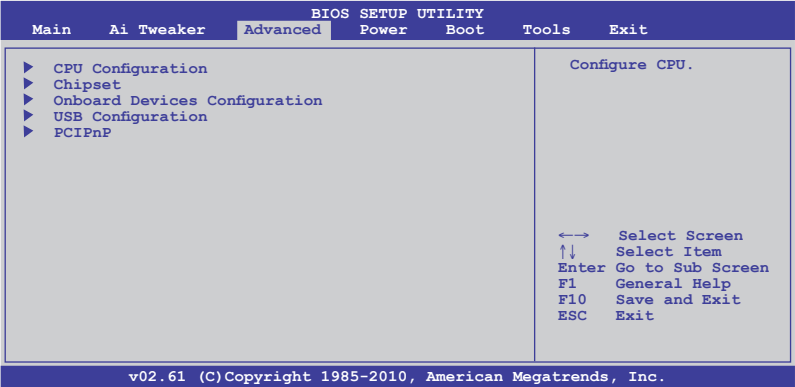 BIOS SETUP UTILITY
Main Ai Tweaker Advanced Power Boot Tools Exit
CPU Configuration
Chipset
Onboard Devices Configuration
USB Configuration
PCIPnP
Configure CPU.
←→ Select Screen
↑↓ Select Item
Enter Go to Sub Screen
F1 General Help
F10 Save and Exit
ESC Exit
v02.61 (C)Copyright 1985-2010, American Megatrends, Inc.